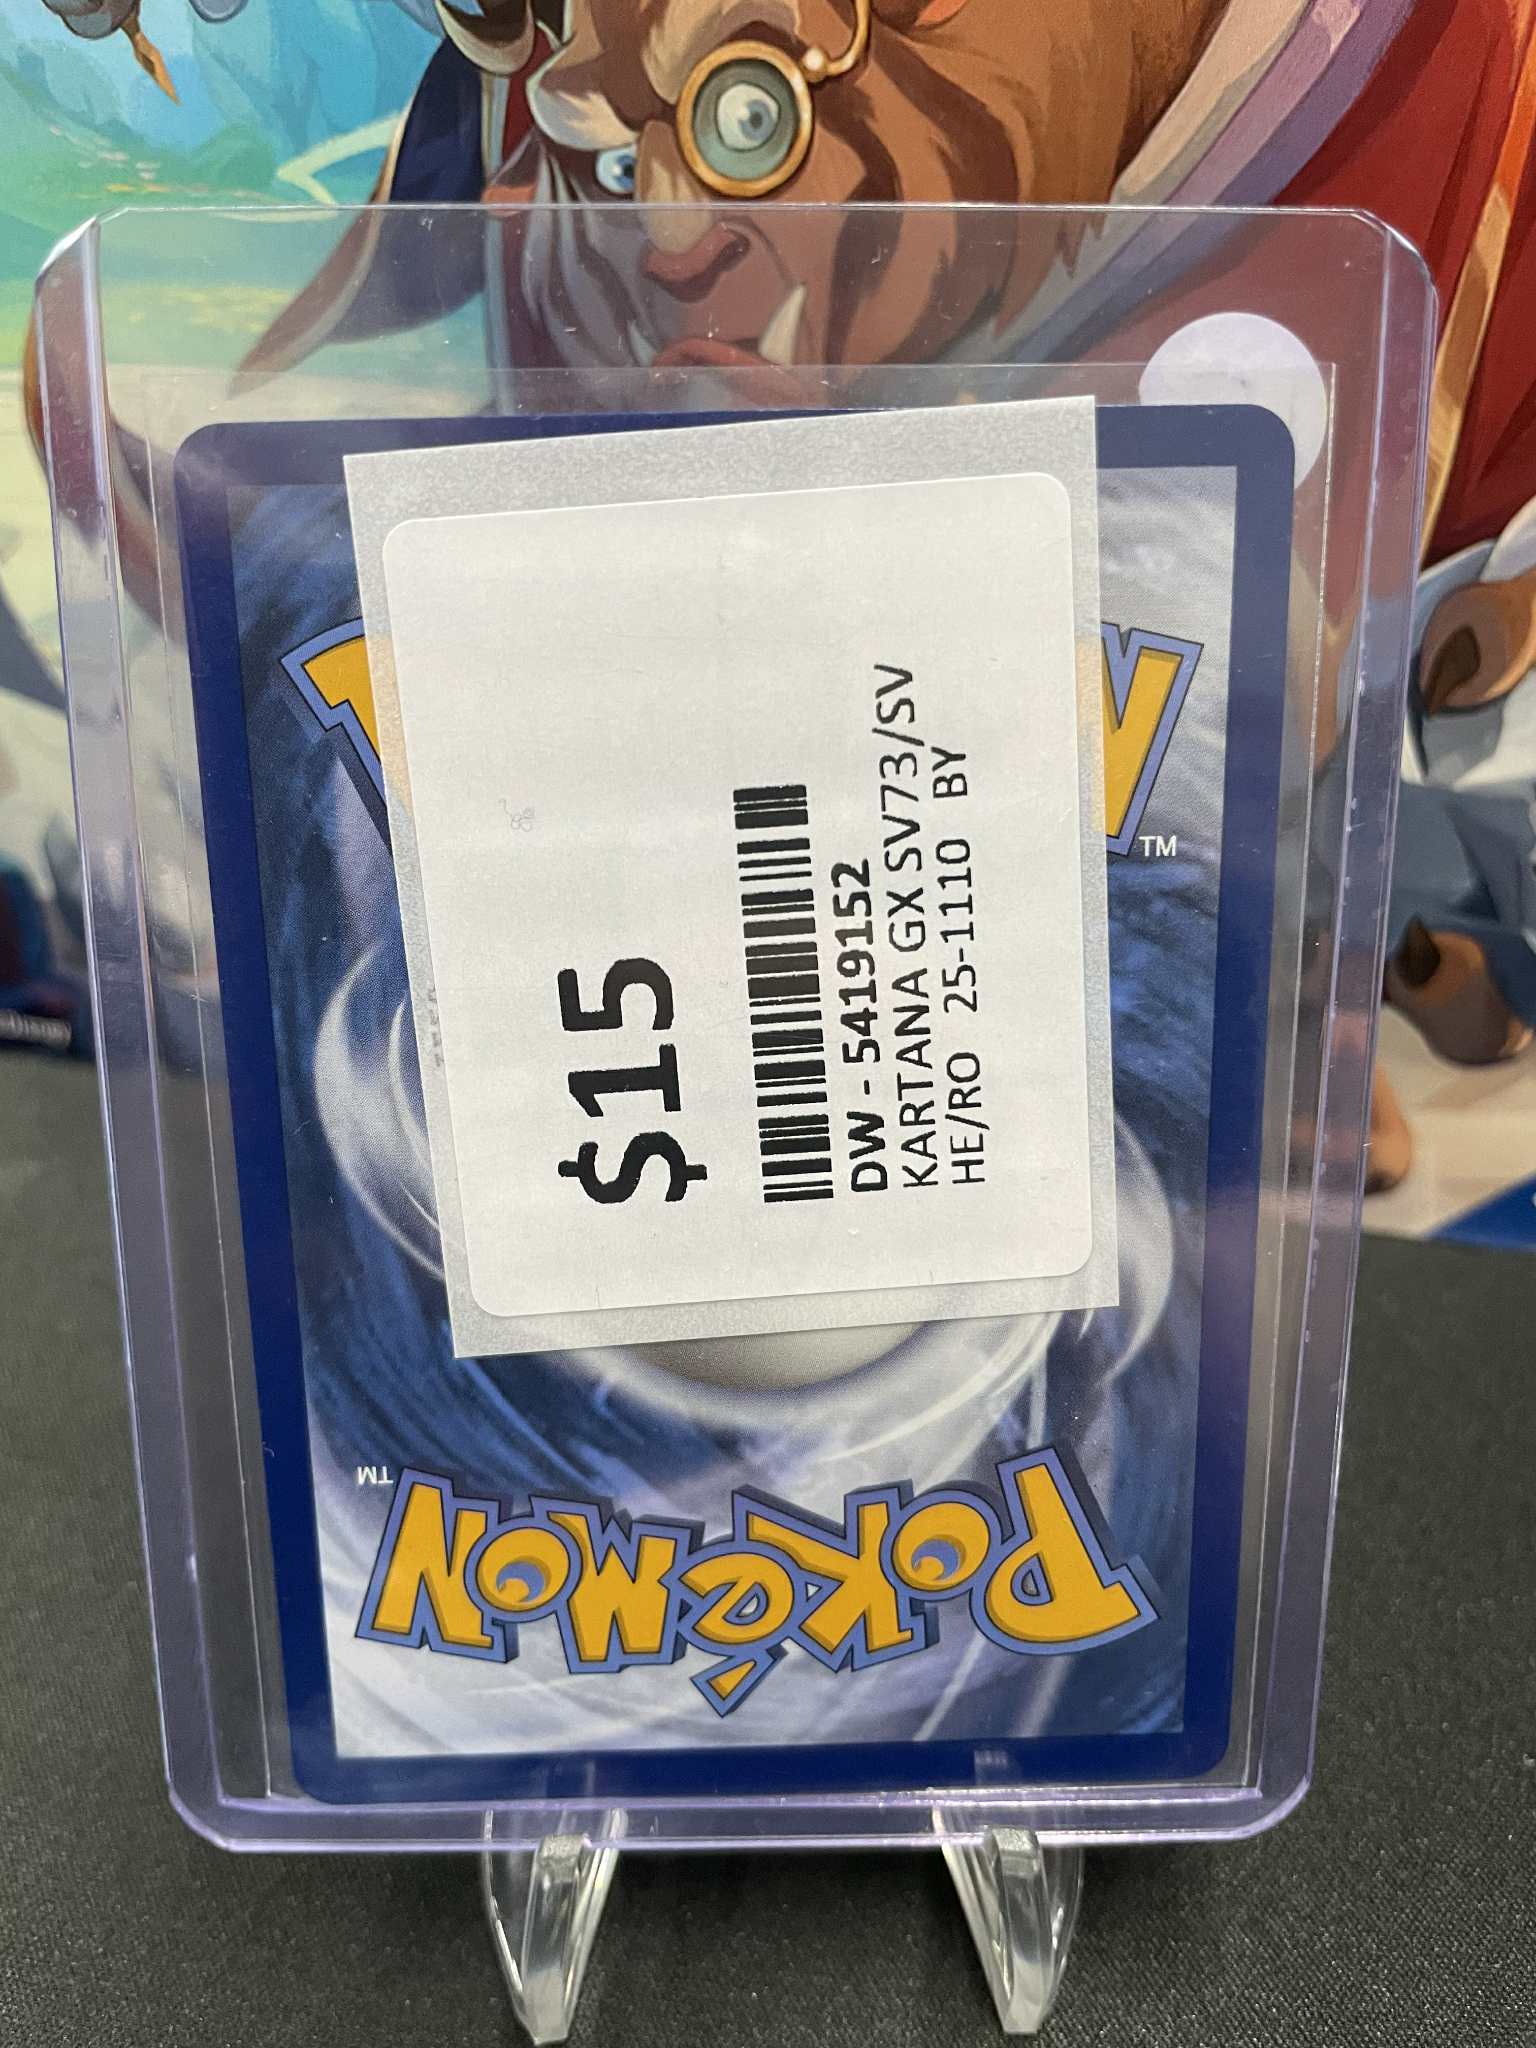 $15
DW - 5419152
KARTANA GX SV73/SV
HE/RO 25-1110 BY
TM
POKéMON
TM